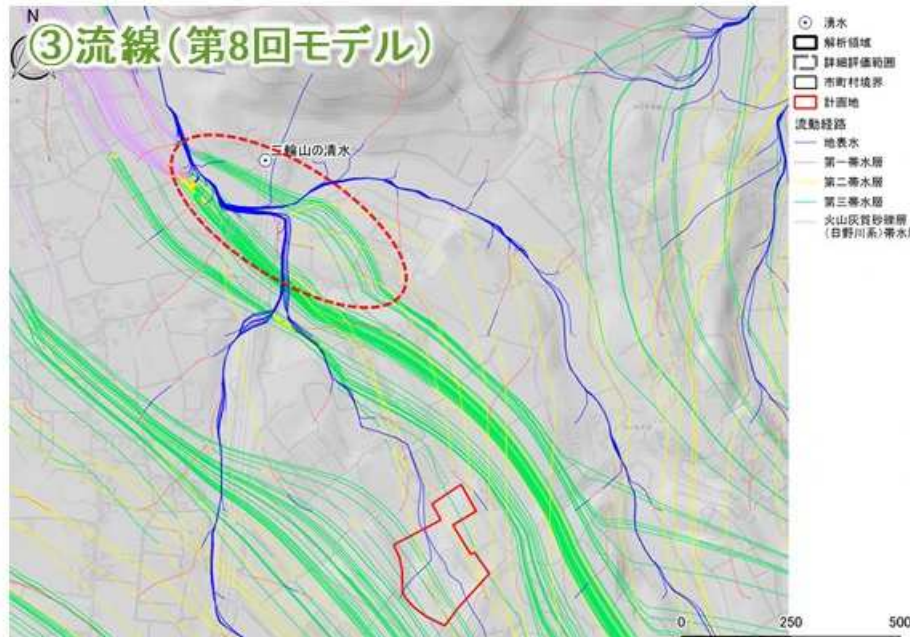 N
③流線(第8回モデル)
三輪山の清水
湧水
解析領域
詳細評価範囲
市町村境界
計画地
流動経路
地表水
第一帯水層
第二帯水層
第三帯水層
火山灰質砂礫層
(日野川系)帯水
0 250 500